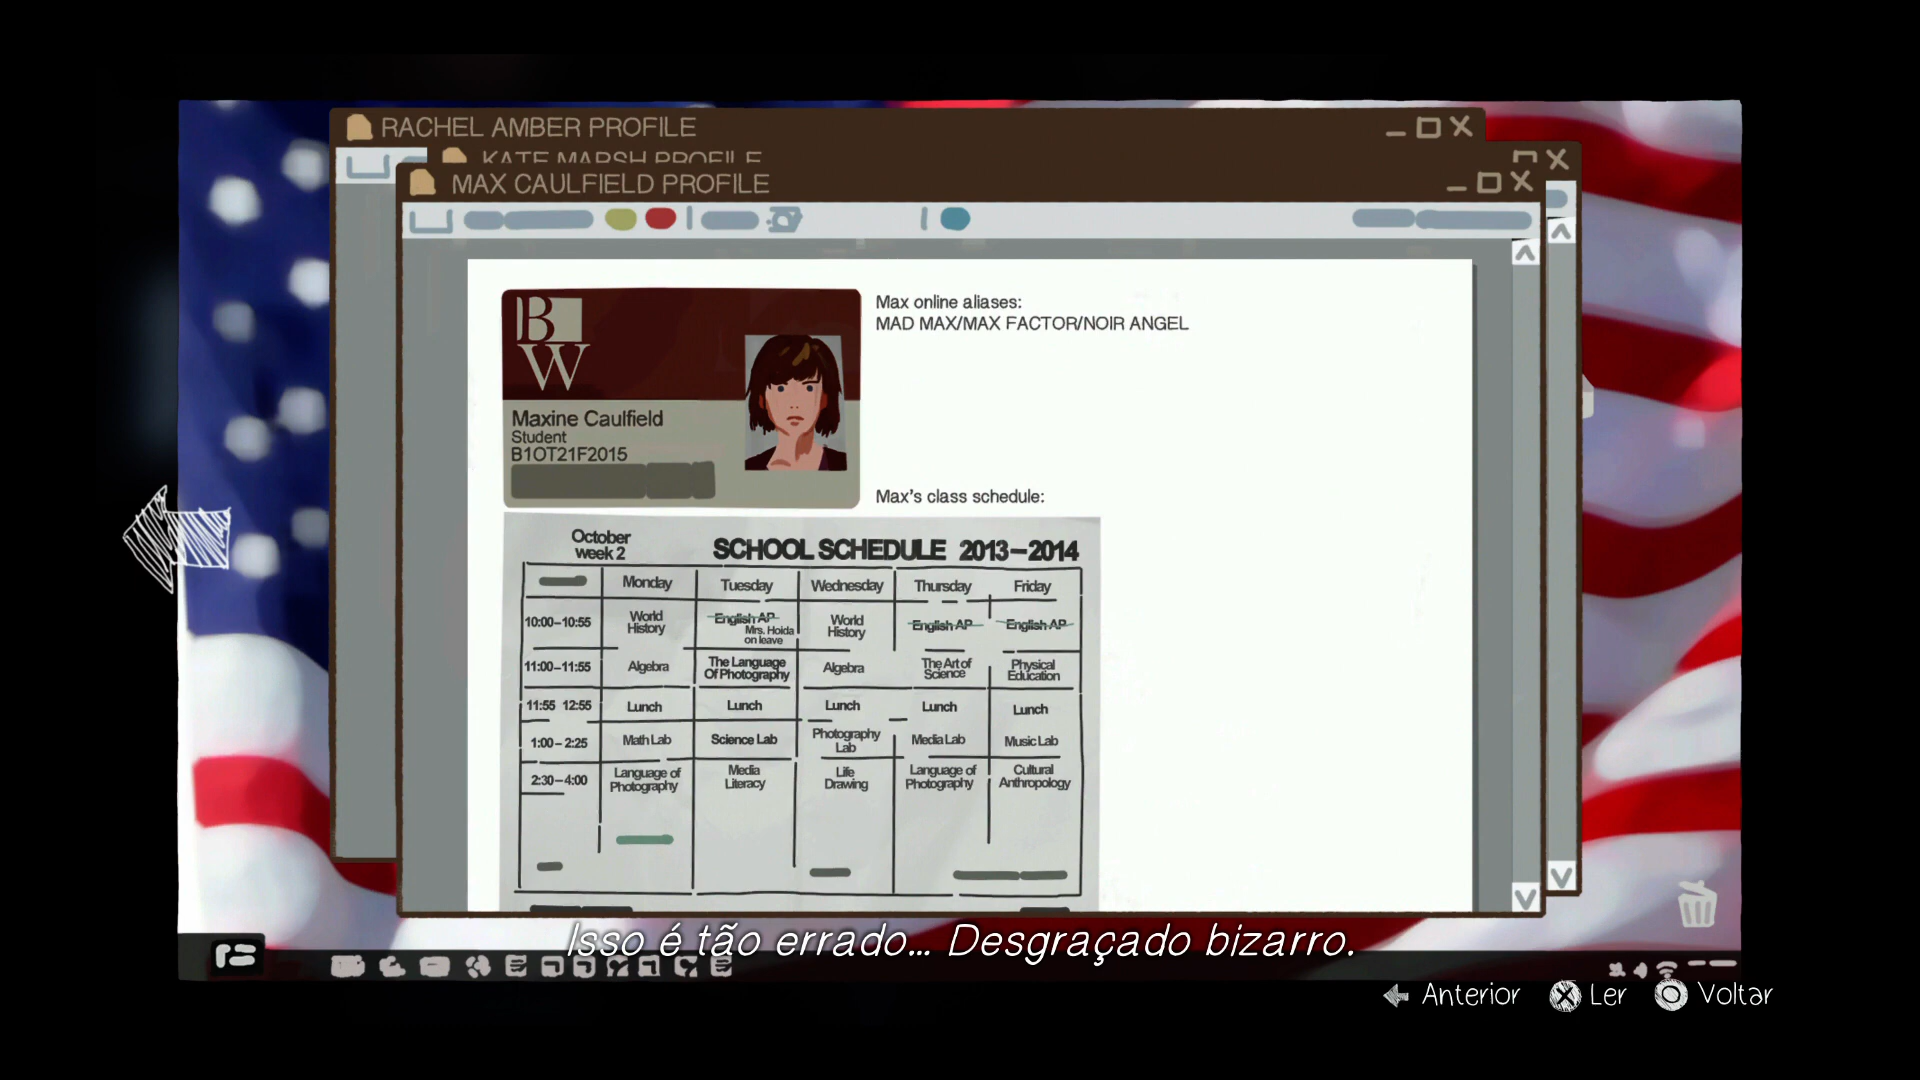 RACHEL AMBER PROFILE
KATE MARSH PROFILE
MAX CAULFIELD PROFILE
B
W
Maxine Caulfield
Student
B1OT21F2015
Max online aliases:
MAD MAX/MAX FACTOR/NOIR ANGEL
Max's class schedule:
October
week 2
SCHOOL SCHEDULE 2013-2014
Monday Tuesday Wednesday Thursday Friday
10:00-10:55
World
History
English AP
Mrs. Hoida
on leave
World
History
English AP
English AP
11:00-11:55
Algebra
The Language
Of Photography
Algebra
The Art of
Science
Physical
Education
11:55 12:55
Lunch
Lunch
Lunch
Lunch
Lunch
1:00-2:25
Math Lab
Science Lab
Photography
Lab
Media Lab
Music Lab
2:30-4:00
Language of
Photography
Media
Literacy
Life
Drawing
Language of
Photography
Cultural
Anthropology
Isso é tão errado... Desgraçado bizarro.
Anterior
Ler
Voltar